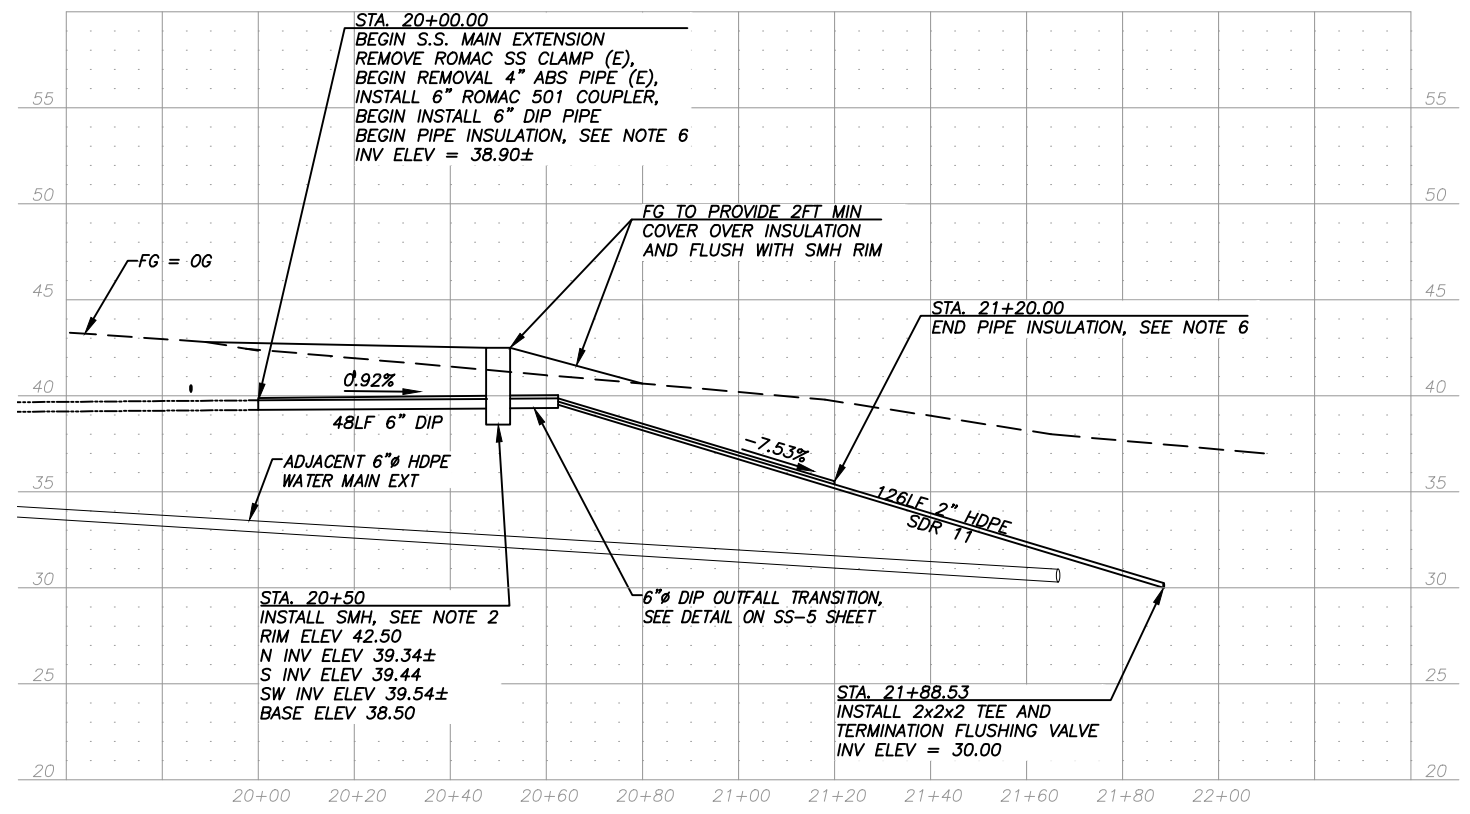 STA. 20+00.00
BEGIN S.S. MAIN EXTENSION
REMOVE ROMAC SS CLAMP (E),
BEGIN REMOVAL 4" ABS PIPE (E),
INSTALL 6" ROMAC 501 COUPLER,
BEGIN INSTALL 6" DIP PIPE
BEGIN PIPE INSULATION, SEE NOTE 6
INV ELEV = 38.90±
55 55
50 50
FG TO PROVIDE 2FT MIN
COVER OVER INSULATION
AND FLUSH WITH SMH RIM
FG = OG
45 45
STA. 21+20.00
END PIPE INSULATION, SEE NOTE 6
40 40
0.92%
48LF 6" DIP
-7.53%
ADJACENT 6"ø HDPE
WATER MAIN EXT
35 35
126LF 2" HDPE
SDR 11
30 30
STA. 20+50
INSTALL SMH, SEE NOTE 2
RIM ELEV 42.50
N INV ELEV 39.34±
S INV ELEV 39.44
SW INV ELEV 39.54±
BASE ELEV 38.50
6"ø DIP OUTFALL TRANSITION,
SEE DETAIL ON SS-5 SHEET
25 25
STA. 21+88.53
INSTALL 2x2x2 TEE AND
TERMINATION FLUSHING VALVE
INV ELEV = 30.00
20 20
20+00 20+20 20+40 20+60 20+80 21+00 21+20 21+40 21+60 21+80 22+00